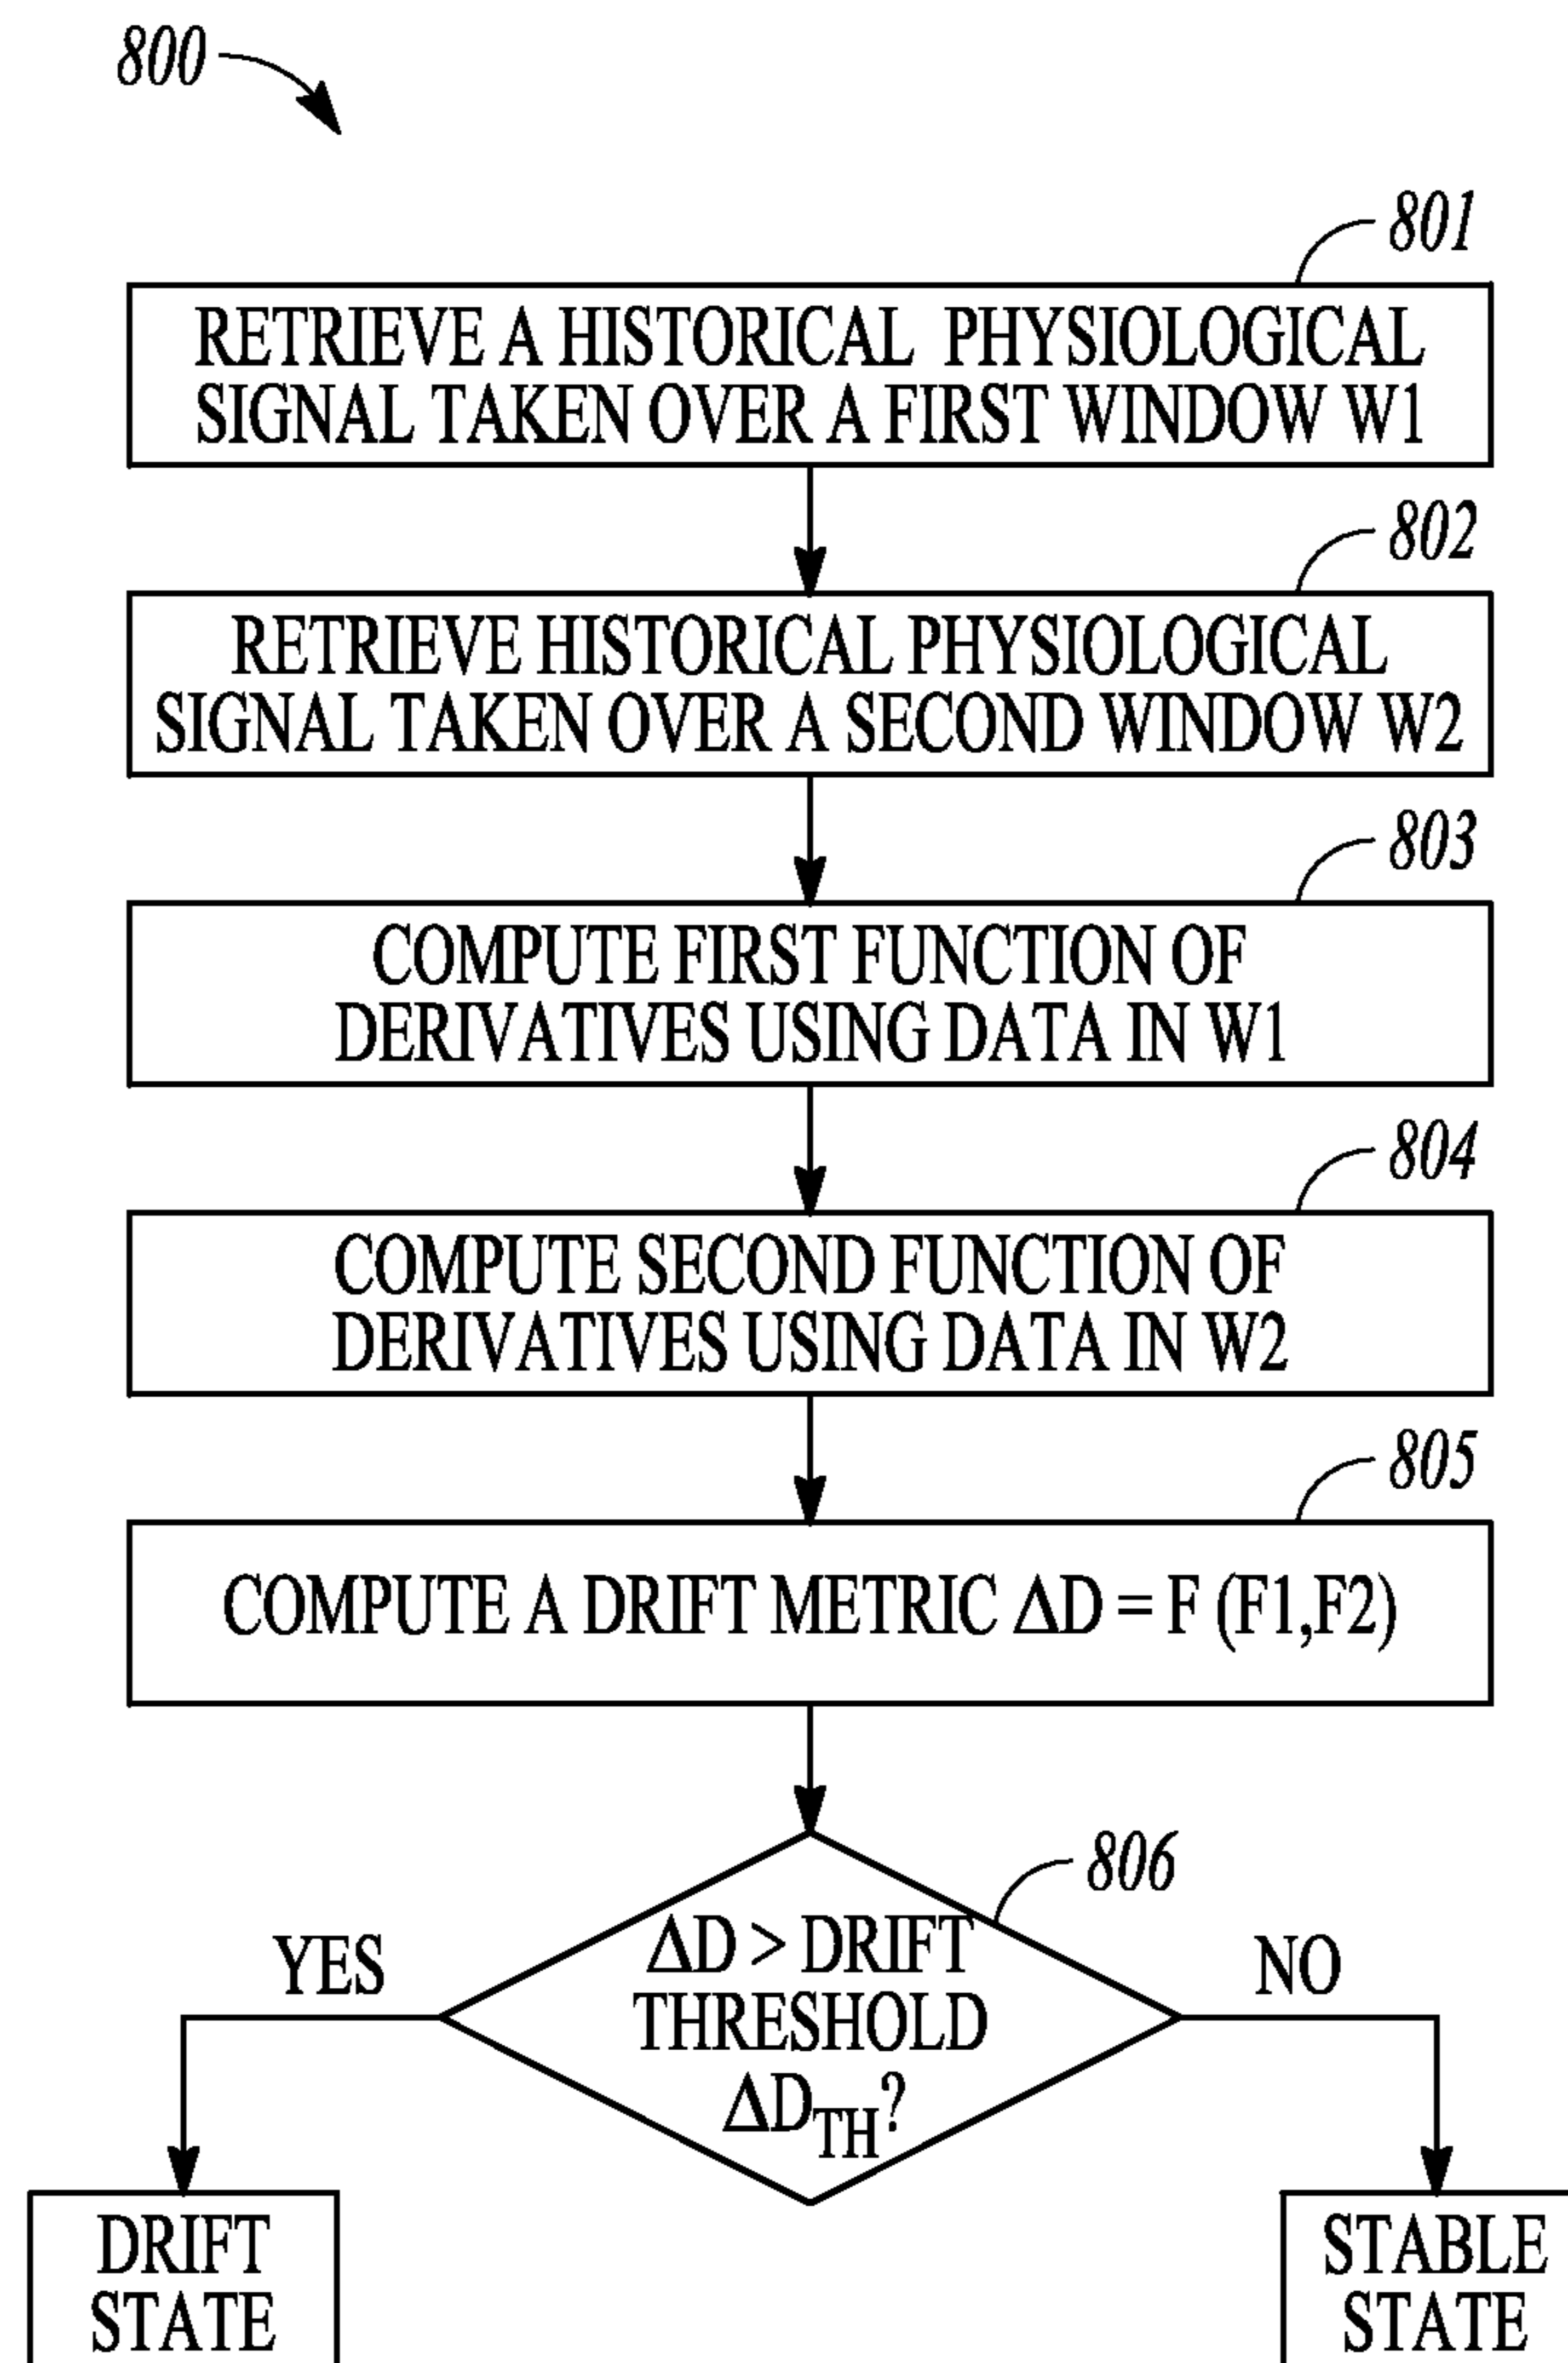 800
801
RETRIEVE A HISTORICAL PHYSIOLOGICAL
SIGNAL TAKEN OVER A FIRST WINDOW W1
802
RETRIEVE HISTORICAL PHYSIOLOGICAL
SIGNAL TAKEN OVER A SECOND WINDOW W2
803
COMPUTE FIRST FUNCTION OF
DERIVATIVES USING DATA IN W1
804
COMPUTE SECOND FUNCTION OF
DERIVATIVES USING DATA IN W2
805
COMPUTE A DRIFT METRIC ΔD = F (F1,F2)
806
ΔD > DRIFT
THRESHOLD
ΔD_TH?
YES
NO
DRIFT
STATE
STABLE
STATE